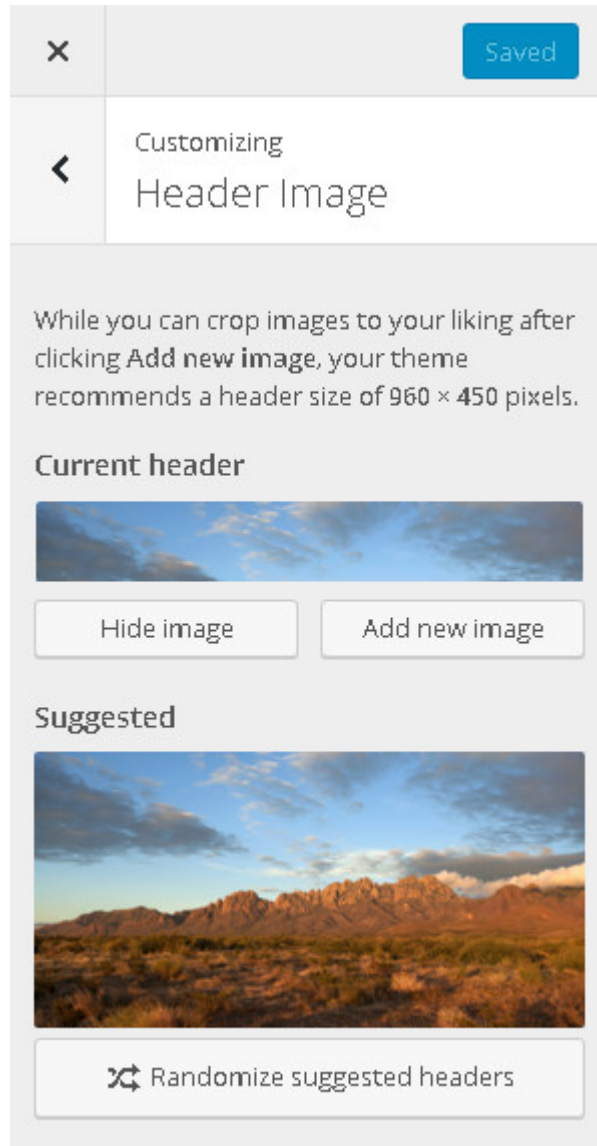 Saved
Customizing
Header Image
While you can crop images to your liking after
clicking Add new image, your theme
recommends a header size of 960 × 450 pixels.
Current header
Hide image
Add new image
Suggested
Randomize suggested headers